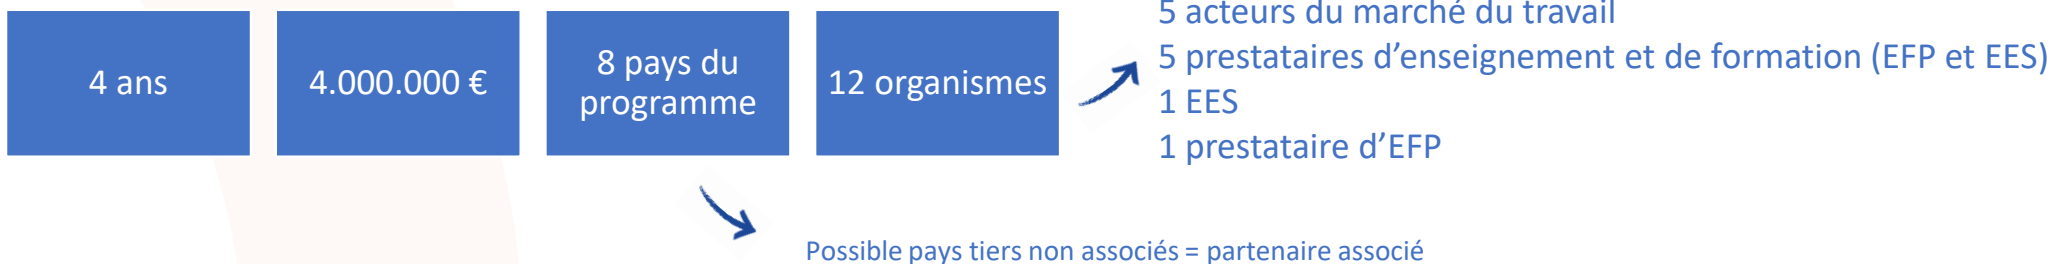 4 ans
4.000.000 €
8 pays du
programme
12 organismes
5 acteurs du marché du travail
5 prestataires d’enseignement et de formation (EFP et EES)
1 EES
1 prestataire d’EFP
Possible pays tiers non associés = partenaire associé